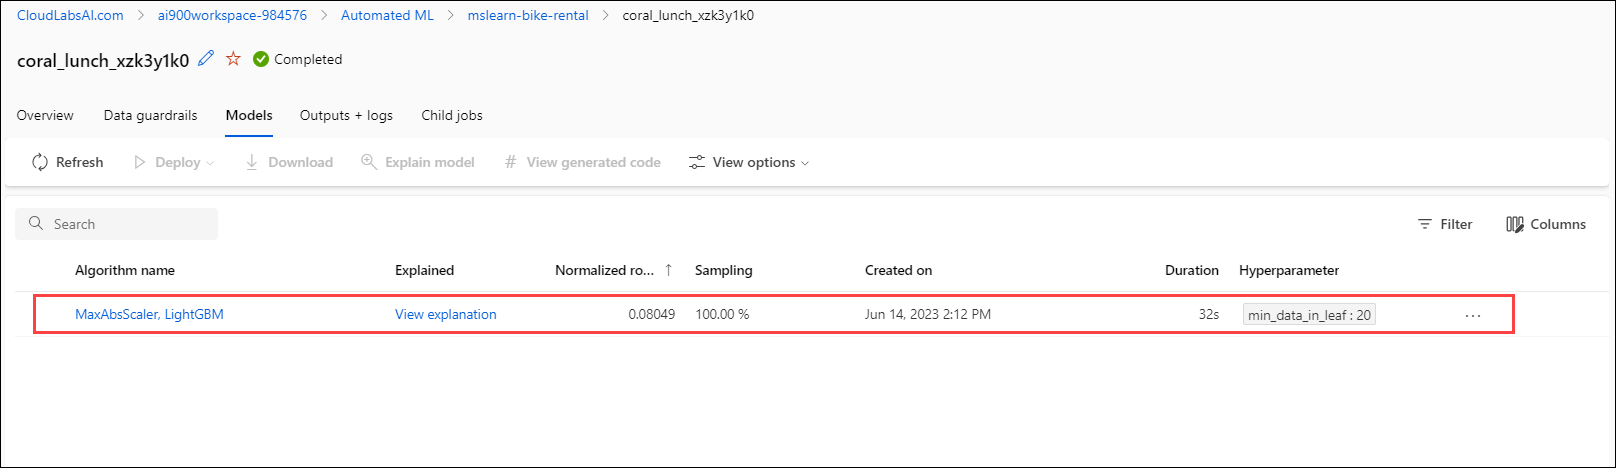 CloudLabsAI.com > ai900workspace-984576 > Automated ML > mslearn-bike-rental > coral_lunch_xzk3y1k0
coral_lunch_xzk3y1k0 Completed
Overview Data guardrails Models Outputs + logs Child jobs
Refresh Deploy Download Explain model # View generated code View options
Search Filter Columns
Algorithm name Explained Normalized ro... ↑ Sampling Created on Duration Hyperparameter
MaxAbsScaler, LightGBM View explanation 0.08049 100.00 % Jun 14, 2023 2:12 PM 32s min_data_in_leaf : 20 ...